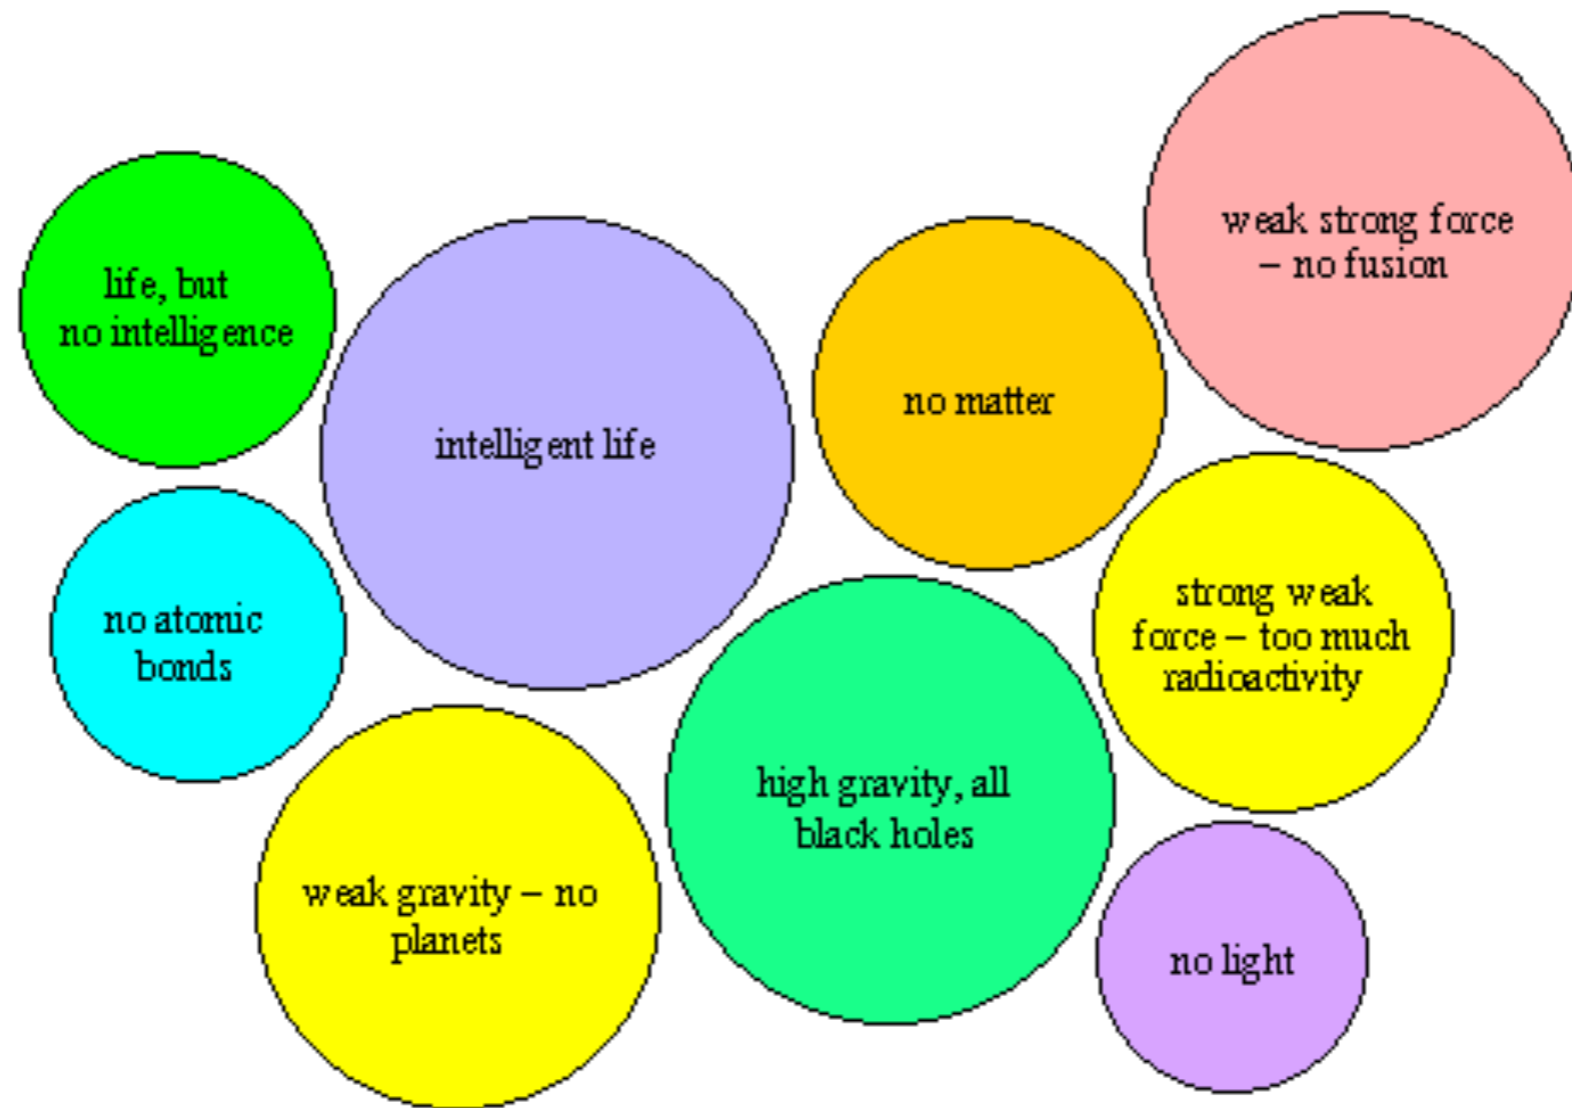 weak strong force
– no fusion
life, but
no intelligence
intelligent life
no matter
no atomic
bonds
strong weak
force – too much
radioactivity
high gravity, all
black holes
weak gravity – no
planets
no light